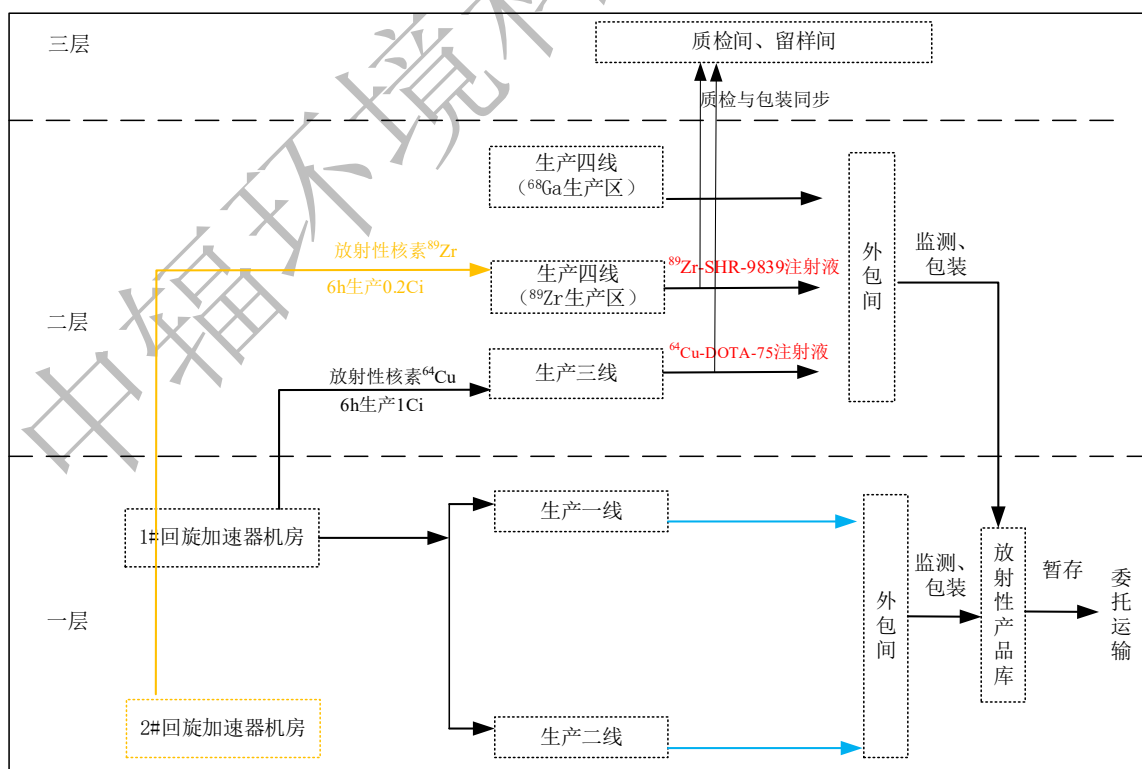 三层
质检间、留样间
质检与包装同步
生产四线
（⁶⁸Ga生产区）
放射性核素⁸⁹Zr
6h生产0.2Ci
生产四线
（⁸⁹Zr生产区）
⁸⁹Zr-SHR-9839注射液
外包间
监测、
包装
二层
放射性核素⁶⁴Cu
6h生产1Ci
生产三线
⁶⁴Cu-DOTA-75注射液
1#回旋加速器机房
生产一线
一层
外包间
监测、
包装
放射性产品库
暂存
委托运输
2#回旋加速器机房
生产二线
中辐环境科